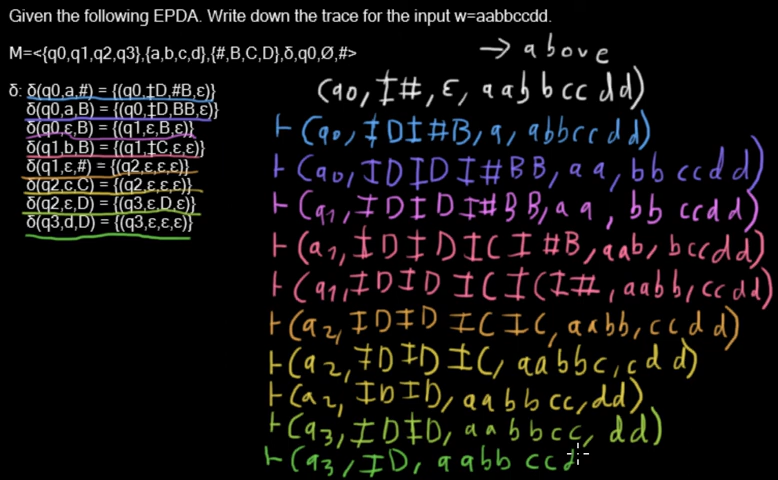 Given the following EPDA. Write down the trace for the input w=aabbccdd.
M=<{q0,q1,q2,q3},{a,b,c,d},{#,B,C,D},δ,q0,Ø,#>
→ above
δ: δ(q0,a,#) = {(q0,‡D,#B,ε)}
δ(q0,a,B) = {(q0,‡D,BB,ε)}
δ(q0,ε,B) = {(q1,ε,B,ε)}
δ(q1,b,B) = {(q1,‡C,ε,ε)}
δ(q1,ε,#) = {(q2,ε,ε,ε)}
δ(q2,c,C) = {(q2,ε,ε,ε)}
δ(q2,ε,D) = {(q3,ε,D,ε)}
δ(q3,d,D) = {(q3,ε,ε,ε)}
(q0, ‡#, ε, aabbccdd)
⊢ (q0, ‡D‡#B, a, abbccdd)
⊢ (q0, ‡D‡D‡#BB, aa, bbccdd)
⊢ (q1, ‡D‡D‡#BB, aa, bbccdd)
⊢ (q1, ‡D‡D‡C‡#B, aab, bccdd)
⊢ (q1, ‡D‡D‡C‡C‡#, aabb, ccdd)
⊢ (q2, ‡D‡D‡C‡C, aabb, ccdd)
⊢ (q2, ‡D‡D‡C, aabbc, cdd)
⊢ (q2, ‡D‡D, aabbcc, dd)
⊢ (q3, ‡D‡D, aabbcc, dd)
⊢ (q3, ‡D, aabbccd